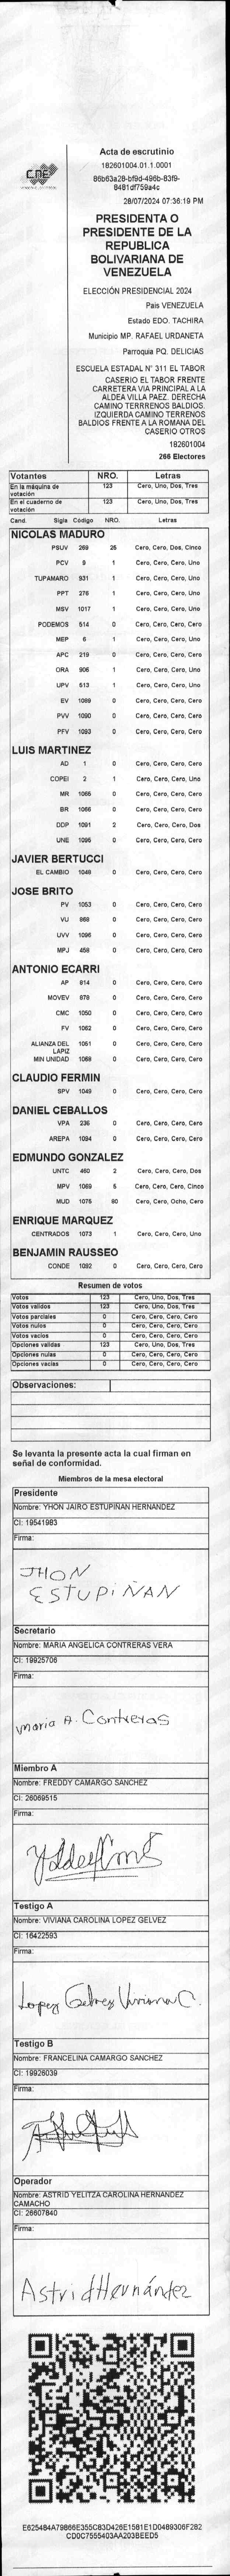 CNE
Acta de escrutinio
182601004.01.1.0001
86b63a28-bf9d-496b-83f9-
8481df759a4c
28/07/2024 07:36:19 PM
PRESIDENTA O
PRESIDENTE DE LA
REPUBLICA
BOLIVARIANA DE
VENEZUELA
ELECCIÓN PRESIDENCIAL 2024
Pais VENEZUELA
Estado EDO. TACHIRA
Municipio MP. RAFAEL URDANETA
Parroquia PQ. DELICIAS
ESCUELA ESTADAL N° 311 EL TABOR
CASERIO EL TABOR FRENTE
CARRETERA VIA PRINCIPAL A LA
ALDEA VILLA PAEZ. DERECHA
CAMINO TERRRENOS BALDIOS.
IZQUIERDA CAMINO TERRENOS
BALDIOS FRENTE A LA ROMANA DEL
CASERIO OTROS
182601004
266 Electores
Votantes NRO. Letras
En la máquina de votación 123 Cero, Uno, Dos, Tres
En el cuaderno de votación 123 Cero, Uno, Dos, Tres
Cand. Sigla Código NRO. Letras
NICOLAS MADURO
PSUV 269 25 Cero, Cero, Dos, Cinco
PCV 9 1 Cero, Cero, Cero, Uno
TUPAMARO 931 1 Cero, Cero, Cero, Uno
PPT 276 1 Cero, Cero, Cero, Uno
MSV 1017 1 Cero, Cero, Cero, Uno
PODEMOS 514 0 Cero, Cero, Cero, Cero
MEP 6 1 Cero, Cero, Cero, Uno
APC 219 0 Cero, Cero, Cero, Cero
ORA 906 1 Cero, Cero, Cero, Uno
UPV 513 1 Cero, Cero, Cero, Uno
EV 1089 0 Cero, Cero, Cero, Cero
PVV 1090 0 Cero, Cero, Cero, Cero
PFV 1093 0 Cero, Cero, Cero, Cero
LUIS MARTINEZ
AD 1 0 Cero, Cero, Cero, Cero
COPEI 2 1 Cero, Cero, Cero, Uno
MR 1065 0 Cero, Cero, Cero, Cero
BR 1066 0 Cero, Cero, Cero, Cero
DDP 1091 2 Cero, Cero, Cero, Dos
UNE 1095 0 Cero, Cero, Cero, Cero
JAVIER BERTUCCI
EL CAMBIO 1048 0 Cero, Cero, Cero, Cero
JOSE BRITO
PV 1053 0 Cero, Cero, Cero, Cero
VU 868 0 Cero, Cero, Cero, Cero
UVV 1096 0 Cero, Cero, Cero, Cero
MPJ 458 0 Cero, Cero, Cero, Cero
ANTONIO ECARRI
AP 814 0 Cero, Cero, Cero, Cero
MOVEV 878 0 Cero, Cero, Cero, Cero
CMC 1050 0 Cero, Cero, Cero, Cero
FV 1062 0 Cero, Cero, Cero, Cero
ALIANZA DEL LAPIZ 1051 0 Cero, Cero, Cero, Cero
MIN UNIDAD 1068 0 Cero, Cero, Cero, Cero
CLAUDIO FERMIN
SPV 1049 0 Cero, Cero, Cero, Cero
DANIEL CEBALLOS
VPA 236 0 Cero, Cero, Cero, Cero
AREPA 1094 0 Cero, Cero, Cero, Cero
EDMUNDO GONZALEZ
UNTC 460 2 Cero, Cero, Cero, Dos
MPV 1069 5 Cero, Cero, Cero, Cinco
MUD 1075 80 Cero, Cero, Ocho, Cero
ENRIQUE MARQUEZ
CENTRADOS 1073 1 Cero, Cero, Cero, Uno
BENJAMIN RAUSSEO
CONDE 1092 0 Cero, Cero, Cero, Cero
Resumen de votos
Votos 123 Cero, Uno, Dos, Tres
Votos validos 123 Cero, Uno, Dos, Tres
Votos parciales 0 Cero, Cero, Cero, Cero
Votos nulos 0 Cero, Cero, Cero, Cero
Votos vacios 0 Cero, Cero, Cero, Cero
Opciones validas 123 Cero, Uno, Dos, Tres
Opciones nulas 0 Cero, Cero, Cero, Cero
Opciones vacias 0 Cero, Cero, Cero, Cero
Observaciones:
Se levanta la presente acta la cual firman en
señal de conformidad.
Miembros de la mesa electoral
Presidente
Nombre: YHON JAIRO ESTUPIÑAN HERNANDEZ
CI: 19541983
Firma:
JHON
ESTUPIÑAN
Secretario
Nombre: MARIA ANGELICA CONTRERAS VERA
CI: 19925706
Firma:
maria A. Contreras
Miembro A
Nombre: FREDDY CAMARGO SANCHEZ
CI: 26069515
Firma:
Testigo A
Nombre: VIVIANA CAROLINA LOPEZ GELVEZ
CI: 16422593
Firma:
Lopez Gelvez Viviana C.
Testigo B
Nombre: FRANCELINA CAMARGO SANCHEZ
CI: 19926039
Firma:
Operador
Nombre: ASTRID YELITZA CAROLINA HERNANDEZ
CAMACHO
CI: 26607840
Firma:
Astrid Hernández
E625484A79866E355C83D426E1581E1D0489306F282
CD0C7555403AA203BEED5